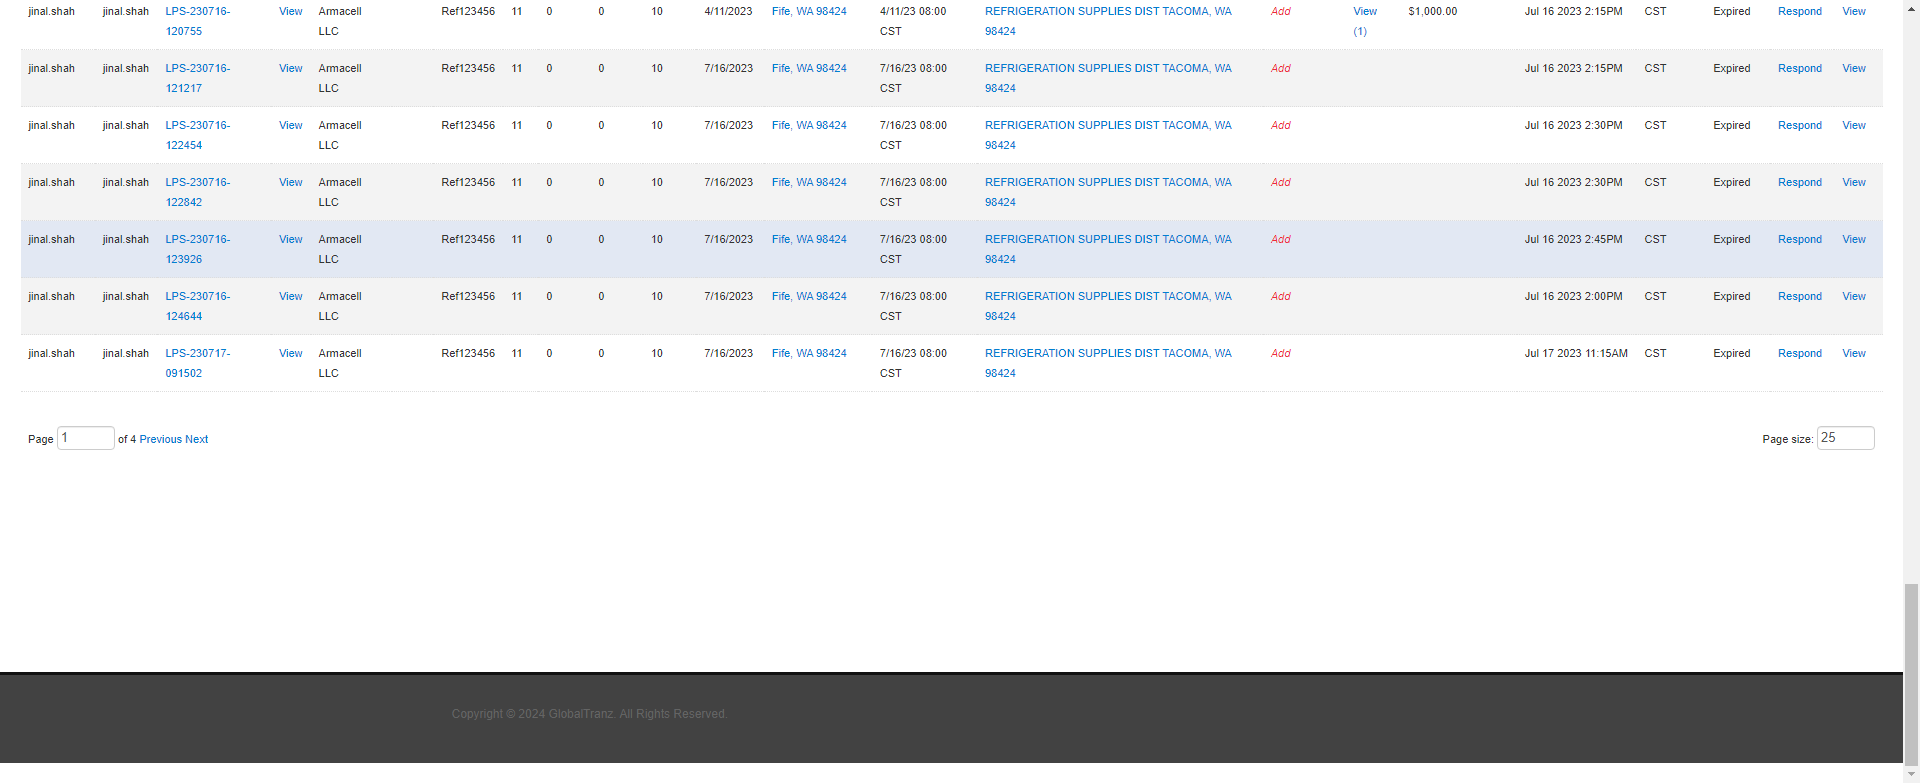 jinal.shah jinal.shah LPS-230716- View Armacell Ref123456 11 0 0 10 4/11/2023 Fife, WA 98424 4/11/23 08:00 REFRIGERATION SUPPLIES DIST TACOMA, WA Add View $1,000.00 Jul 16 2023 2:15PM CST Expired Respond View
120755 LLC CST 98424 (1)
jinal.shah jinal.shah LPS-230716- View Armacell Ref123456 11 0 0 10 7/16/2023 Fife, WA 98424 7/16/23 08:00 REFRIGERATION SUPPLIES DIST TACOMA, WA Add Jul 16 2023 2:15PM CST Expired Respond View
121217 LLC CST 98424
jinal.shah jinal.shah LPS-230716- View Armacell Ref123456 11 0 0 10 7/16/2023 Fife, WA 98424 7/16/23 08:00 REFRIGERATION SUPPLIES DIST TACOMA, WA Add Jul 16 2023 2:30PM CST Expired Respond View
122454 LLC CST 98424
jinal.shah jinal.shah LPS-230716- View Armacell Ref123456 11 0 0 10 7/16/2023 Fife, WA 98424 7/16/23 08:00 REFRIGERATION SUPPLIES DIST TACOMA, WA Add Jul 16 2023 2:30PM CST Expired Respond View
122842 LLC CST 98424
jinal.shah jinal.shah LPS-230716- View Armacell Ref123456 11 0 0 10 7/16/2023 Fife, WA 98424 7/16/23 08:00 REFRIGERATION SUPPLIES DIST TACOMA, WA Add Jul 16 2023 2:45PM CST Expired Respond View
123926 LLC CST 98424
jinal.shah jinal.shah LPS-230716- View Armacell Ref123456 11 0 0 10 7/16/2023 Fife, WA 98424 7/16/23 08:00 REFRIGERATION SUPPLIES DIST TACOMA, WA Add Jul 16 2023 2:00PM CST Expired Respond View
124644 LLC CST 98424
jinal.shah jinal.shah LPS-230717- View Armacell Ref123456 11 0 0 10 7/16/2023 Fife, WA 98424 7/16/23 08:00 REFRIGERATION SUPPLIES DIST TACOMA, WA Add Jul 17 2023 11:15AM CST Expired Respond View
091502 LLC CST 98424
Page 1 of 4 Previous Next Page size: 25
Copyright © 2024 GlobalTranz. All Rights Reserved.